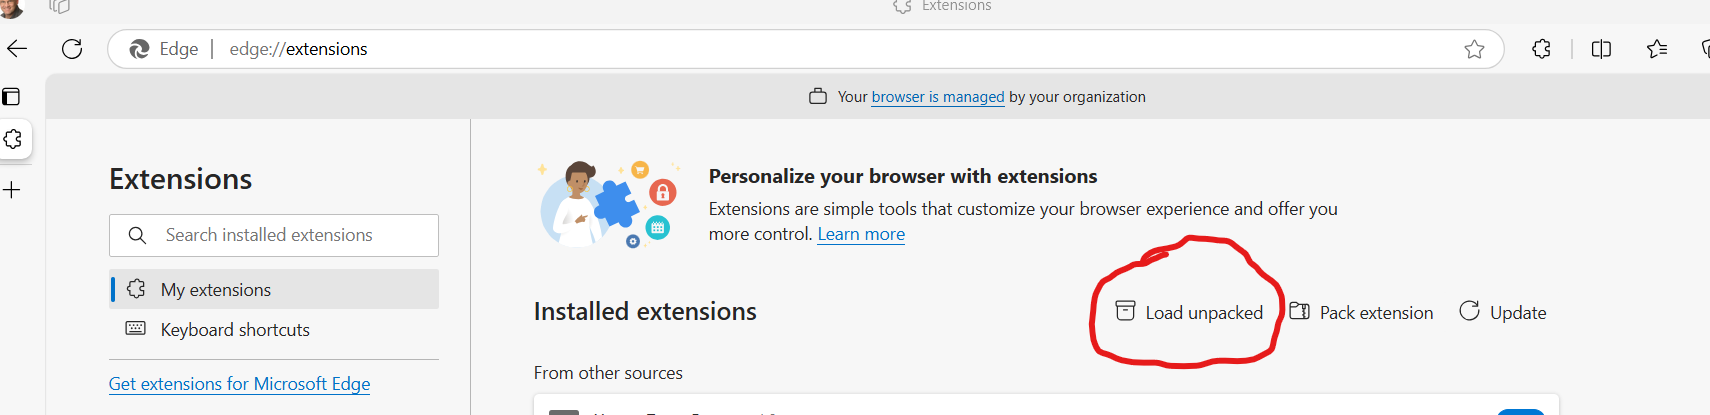 Extensions
Edge | edge://extensions
Your browser is managed by your organization
Extensions
Search installed extensions
My extensions
Keyboard shortcuts
Get extensions for Microsoft Edge
Personalize your browser with extensions
Extensions are simple tools that customize your browser experience and offer you
more control. Learn more
Installed extensions
Load unpacked
Pack extension
Update
From other sources